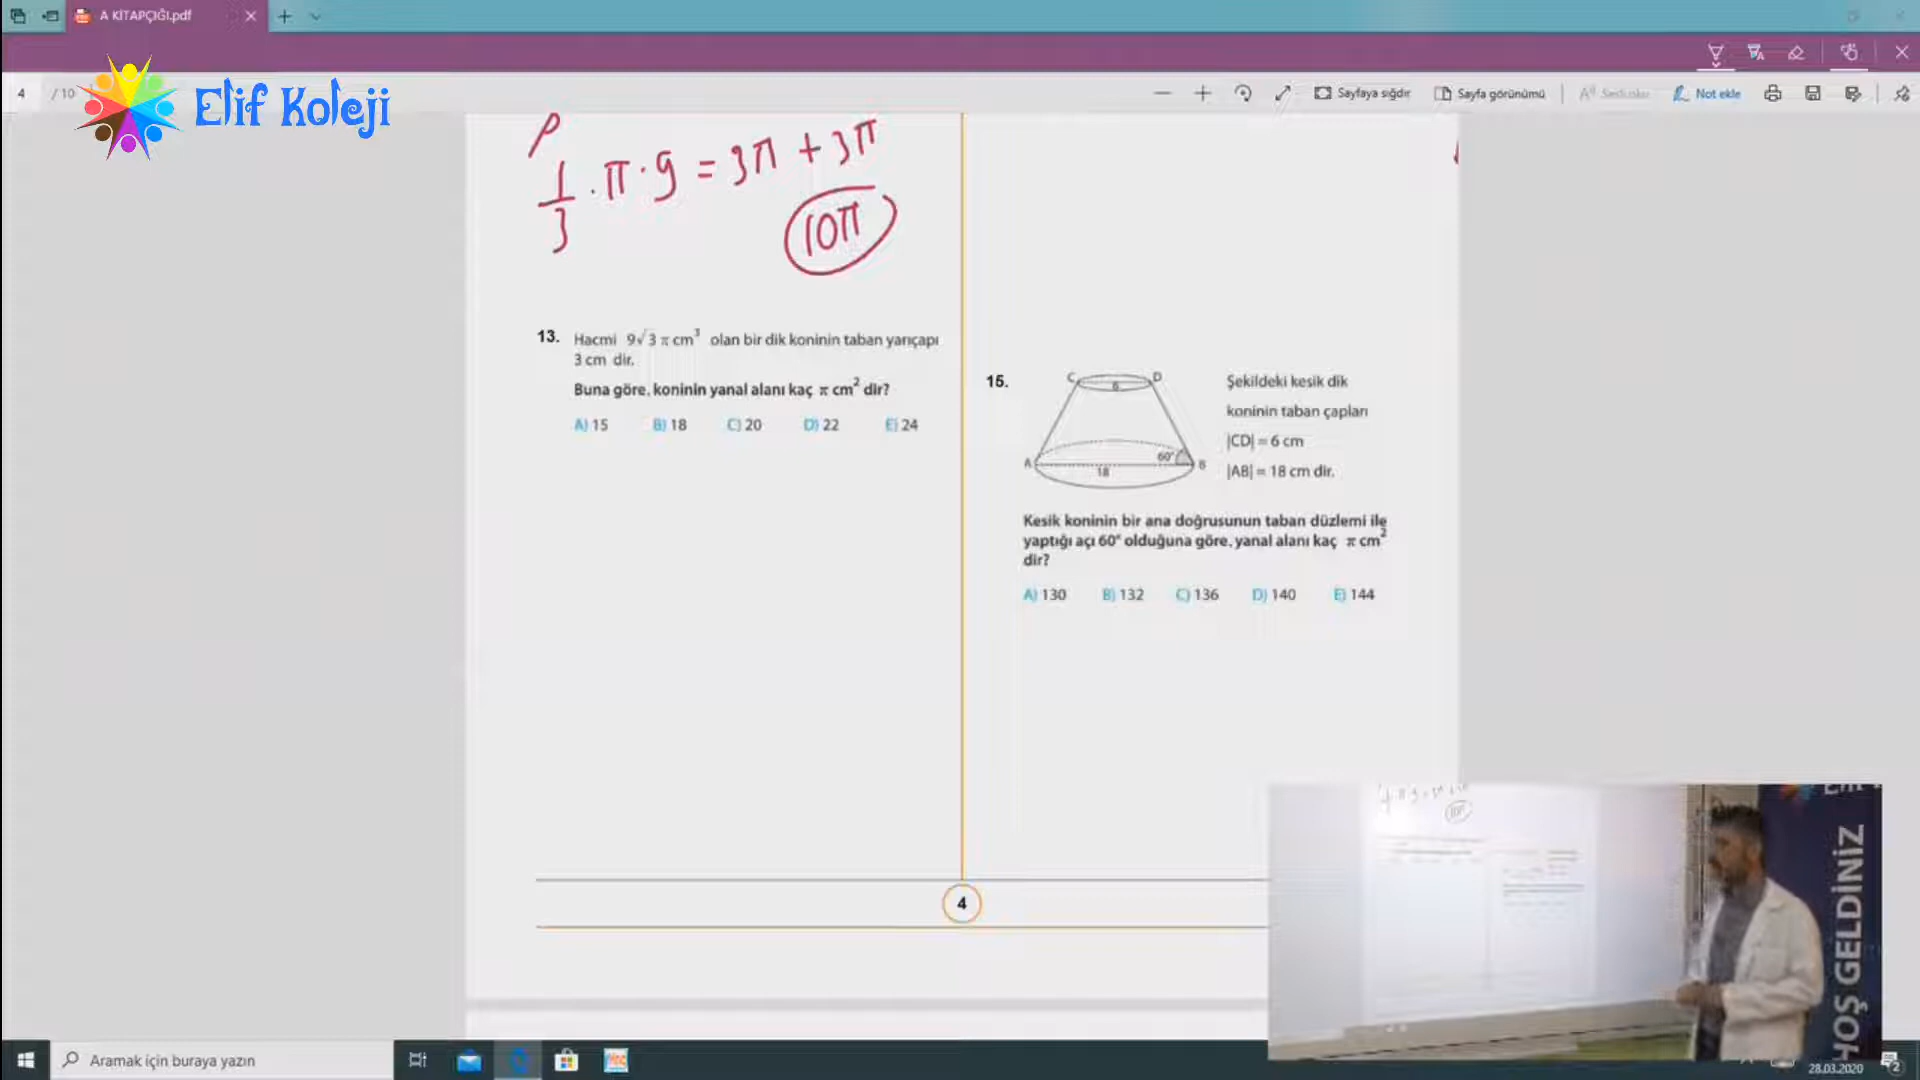 A KİTAPÇIĞI.pdf
4 / 10
Elif Koleji
Sayfaya sığdır
Sayfa görünümü
Not ekle
1/3 . π . 9 = 3π + 3π
10π
13. Hacmi 9√3 π cm³ olan bir dik koninin taban yarıçapı
3 cm dir.
Buna göre, koninin yanal alanı kaç π cm² dir?
A) 15 B) 18 C) 20 D) 22 E) 24
15.
C 6 D
A 18 60° B
Şekildeki kesik dik
koninin taban çapları
|CD| = 6 cm
|AB| = 18 cm dir.
Kesik koninin bir ana doğrusunun taban düzlemi ile
yaptığı açı 60° olduğuna göre, yanal alanı kaç π cm²
dir?
A) 130 B) 132 C) 136 D) 140 E) 144
4
10π
HOŞ GELDİNİZ
Aramak için buraya yazın
28.03.2020
2